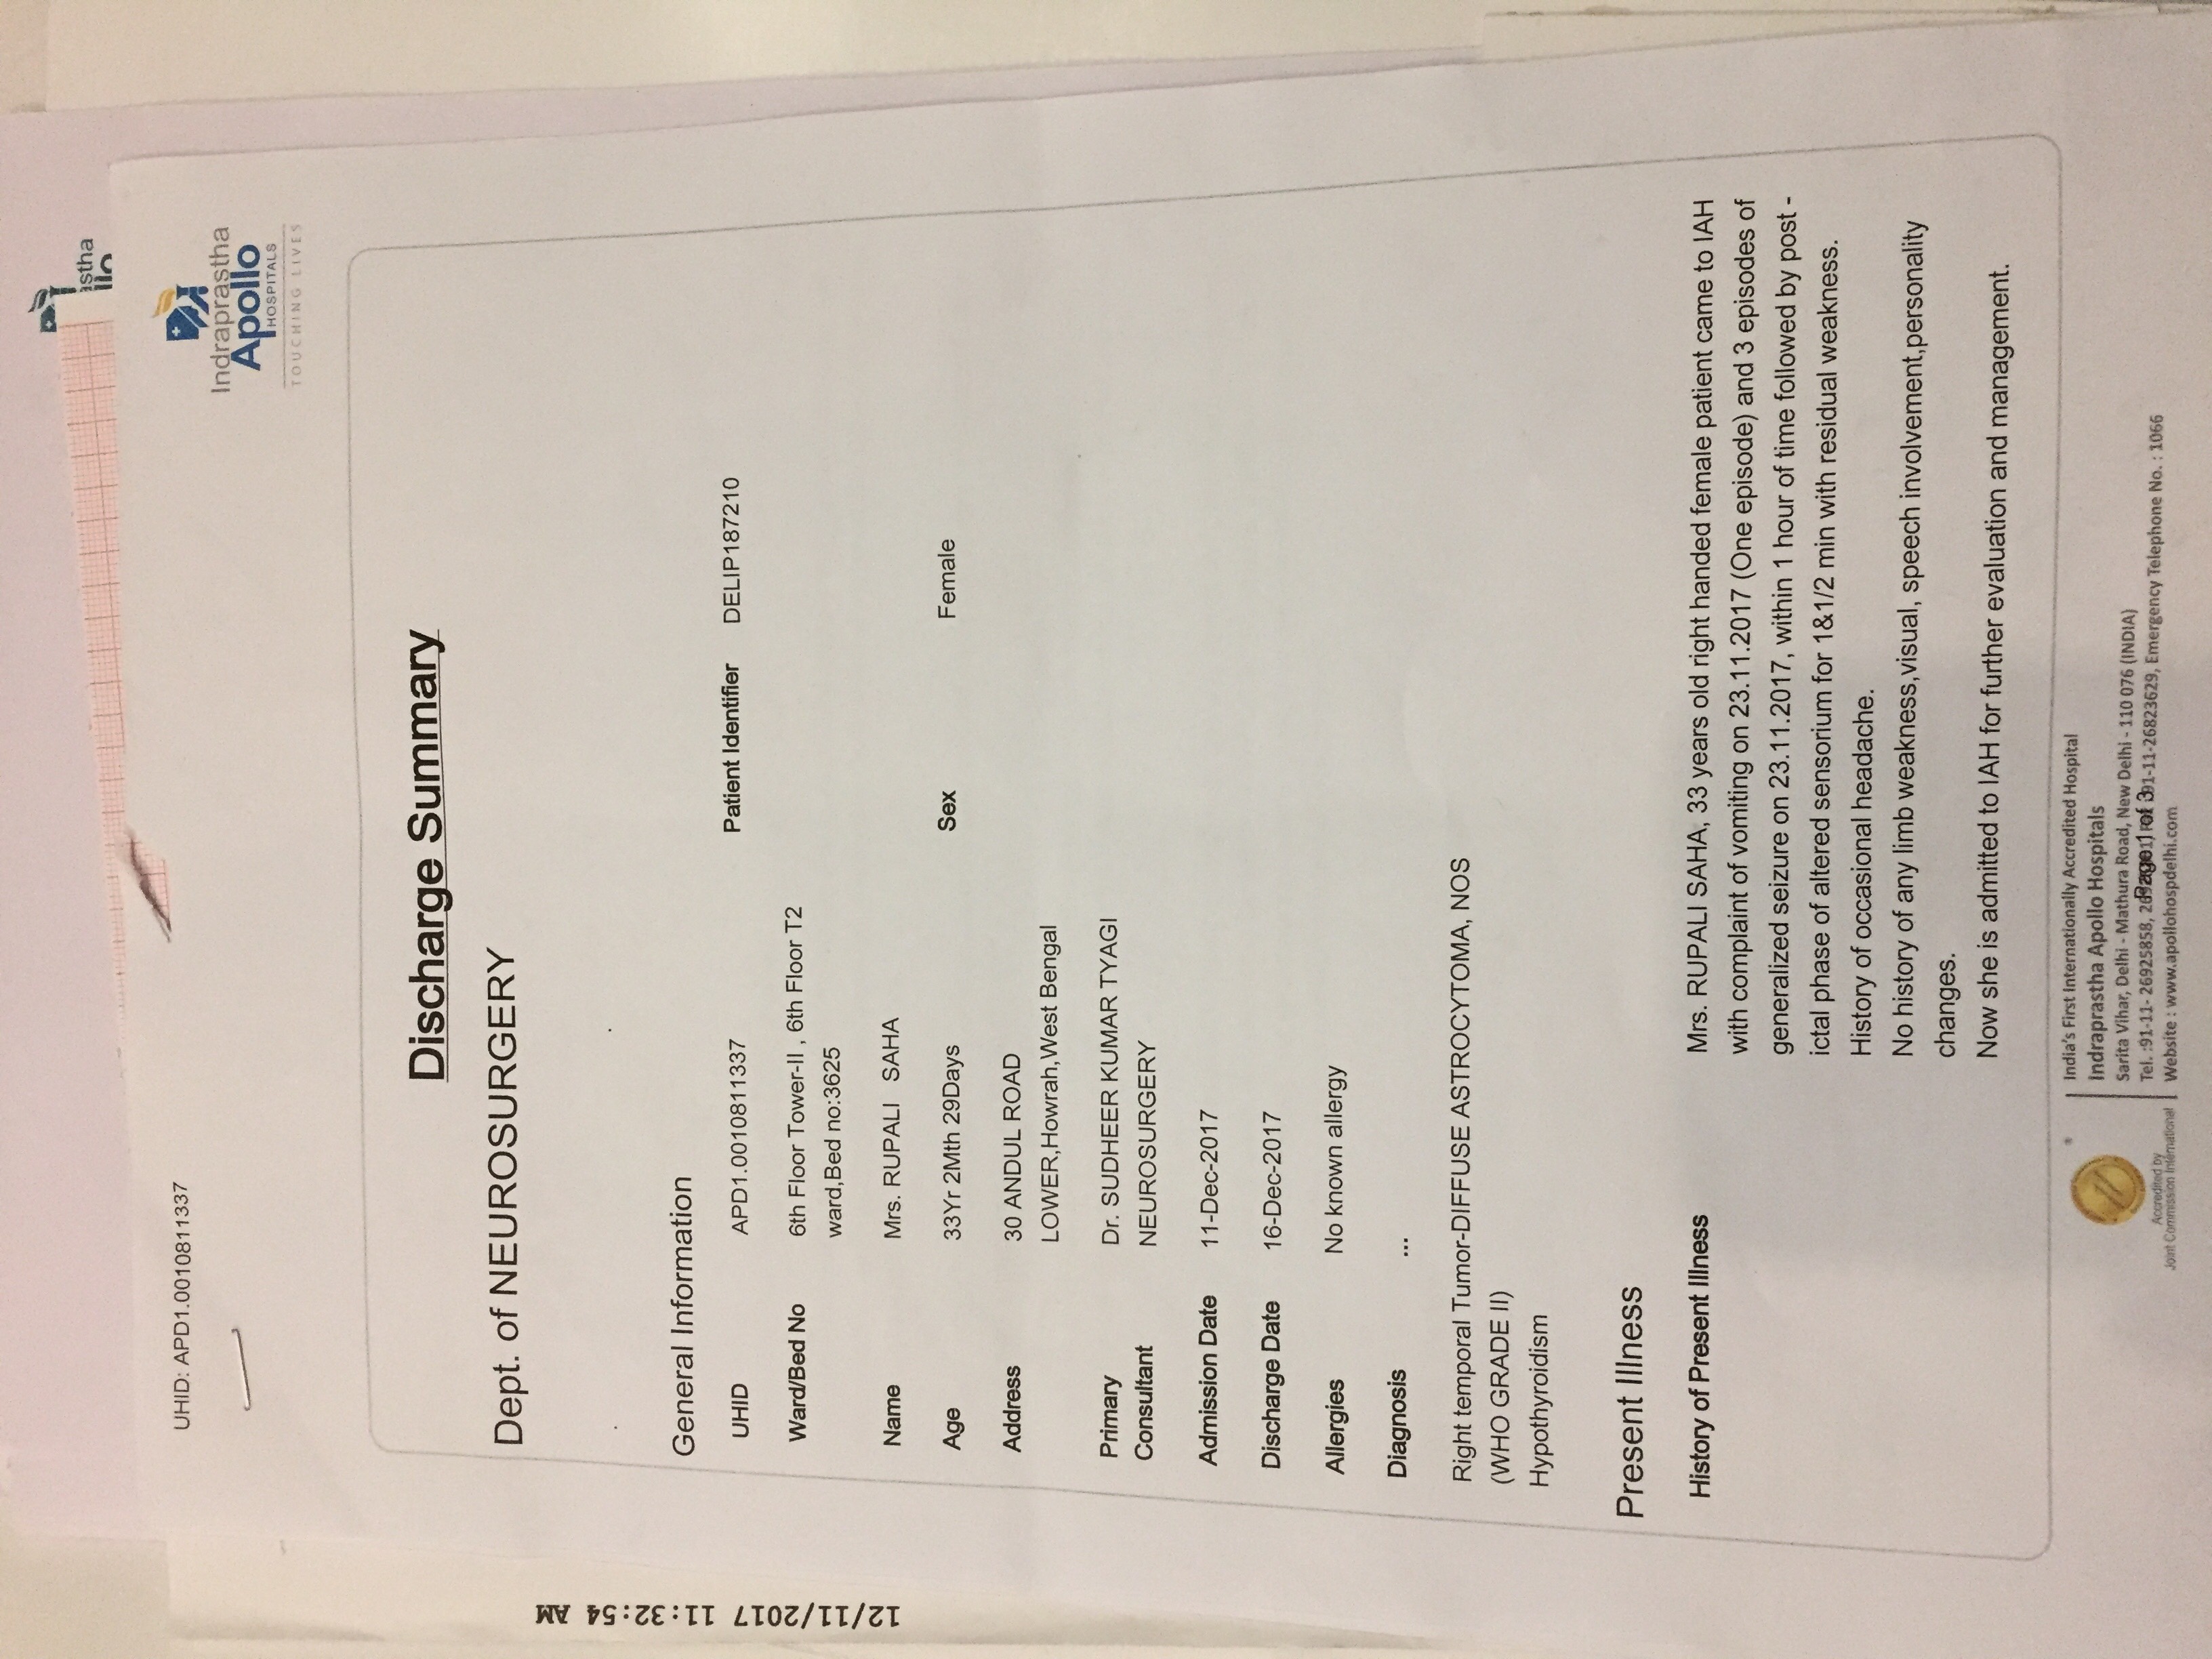 astha
UHID: APD1.0010811337
Indraprastha
Apollo
HOSPITALS
TOUCHING LIVES
12/11/2017 11:32:54 AM
Discharge Summary
Dept. of NEUROSURGERY
General Information
UHID APD1.0010811337 Patient Identifier DELIP187210
Ward/Bed No 6th Floor Tower-II , 6th Floor T2
ward,Bed no:3625
Name Mrs. RUPALI SAHA
Age 33Yr 2Mth 29Days Sex Female
Address 30 ANDUL ROAD
LOWER,Howrah,West Bengal
Primary Dr. SUDHEER KUMAR TYAGI
Consultant NEUROSURGERY
Admission Date 11-Dec-2017
Discharge Date 16-Dec-2017
Allergies No known allergy
Diagnosis ...
Right temporal Tumor-DIFFUSE ASTROCYTOMA, NOS
(WHO GRADE II)
Hypothyroidism
Present Illness
History of Present Illness Mrs. RUPALI SAHA, 33 years old right handed female patient came to IAH
with complaint of vomiting on 23.11.2017 (One episode) and 3 episodes of
generalized seizure on 23.11.2017, within 1 hour of time followed by post -
ictal phase of altered sensorium for 1&1/2 min with residual weakness.
History of occasional headache.
No history of any limb weakness,visual, speech involvement,personality
changes.
Now she is admitted to IAH for further evaluation and management.
India's First Internationally Accredited Hospital
Indraprastha Apollo Hospitals
Sarita Vihar, Delhi - Mathura Road, New Delhi - 110 076 (INDIA)
Tel. :91-11- 26925858, Page 1 of 3 91-11-26823629, Emergency Telephone No. : 1066
Website : www.apollohospdelhi.com
Accredited by
Joint Commission International